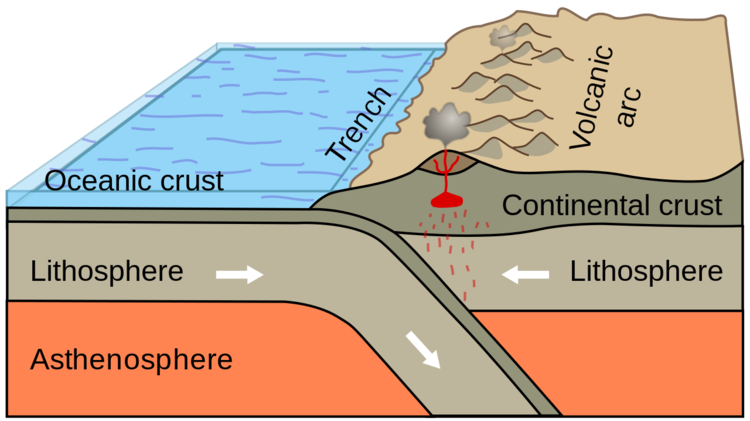 Volcanic
arc
Trench
Oceanic crust
Continental crust
Lithosphere
Lithosphere
Asthenosphere